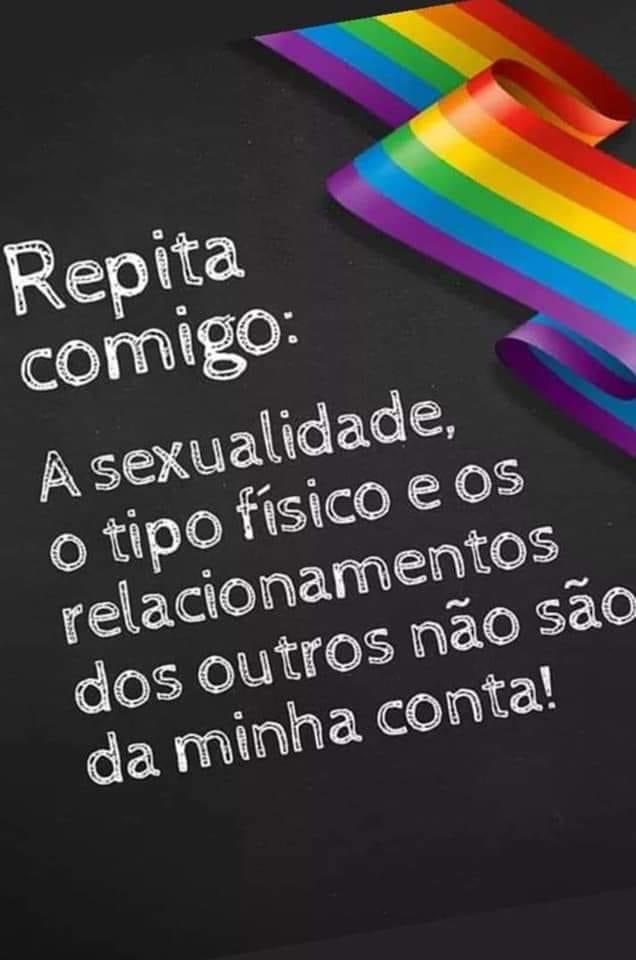 Repita
comigo:
A sexualidade,
o tipo físico e os
relacionamentos
dos outros não são
da minha conta!